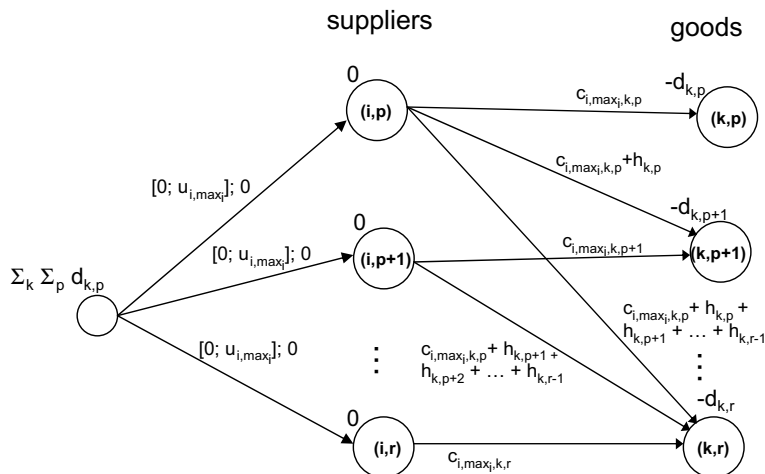 suppliers
goods
0
-d_{k,p}
(i,p)
c_{i,max_i,k,p}
(k,p)
[0; u_{i,max_i}]; 0
c_{i,max_i,k,p}+h_{k,p}
0
-d_{k,p+1}
[0; u_{i,max_i}]; 0
(i,p+1)
c_{i,max_i,k,p+1}
(k,p+1)
Σ_k Σ_p d_{k,p}
[0; u_{i,max_i}]; 0
⋮
c_{i,max_i,k,p} + h_{k,p+1} +
h_{k,p+2} + … + h_{k,r-1}
c_{i,max_i,k,p} + h_{k,p} +
h_{k,p+1} + … + h_{k,r-1}
⋮
0
-d_{k,r}
(i,r)
c_{i,max_i,k,r}
(k,r)